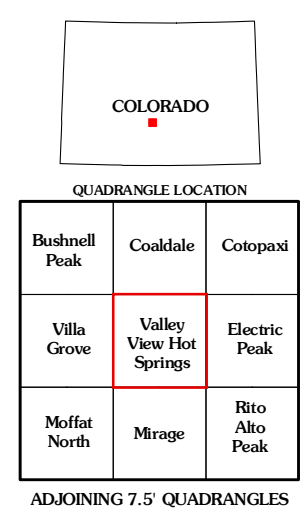 COLORADO
QUADRANGLE LOCATION
Bushnell
Peak
Coaldale
Cotopaxi
Villa
Grove
Valley
View Hot
Springs
Electric
Peak
Moffat
North
Mirage
Rito
Alto
Peak
ADJOINING 7.5' QUADRANGLES